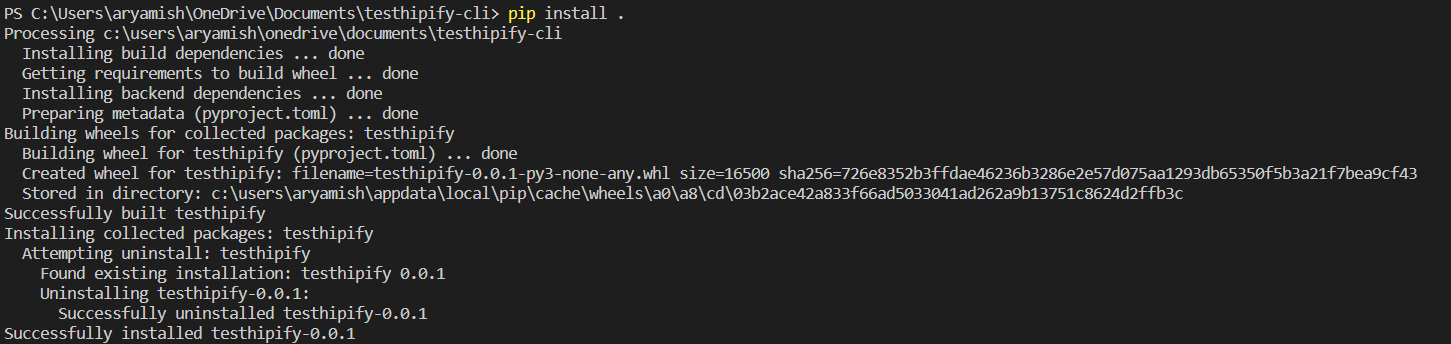 PS C:\Users\aryamish\OneDrive\Documents\testhipify-cli> pip install .
Processing c:\users\aryamish\onedrive\documents\testhipify-cli
  Installing build dependencies ... done
  Getting requirements to build wheel ... done
  Installing backend dependencies ... done
  Preparing metadata (pyproject.toml) ... done
Building wheels for collected packages: testhipify
  Building wheel for testhipify (pyproject.toml) ... done
  Created wheel for testhipify: filename=testhipify-0.0.1-py3-none-any.whl size=16500 sha256=726e8352b3ffdae46236b3286e2e57d075aa1293db65350f5b3a21f7bea9cf43
  Stored in directory: c:\users\aryamish\appdata\local\pip\cache\wheels\a0\a8\cd\03b2ace42a833f66ad5033041ad262a9b13751c8624d2ffb3c
Successfully built testhipify
Installing collected packages: testhipify
  Attempting uninstall: testhipify
    Found existing installation: testhipify 0.0.1
    Uninstalling testhipify-0.0.1:
      Successfully uninstalled testhipify-0.0.1
Successfully installed testhipify-0.0.1